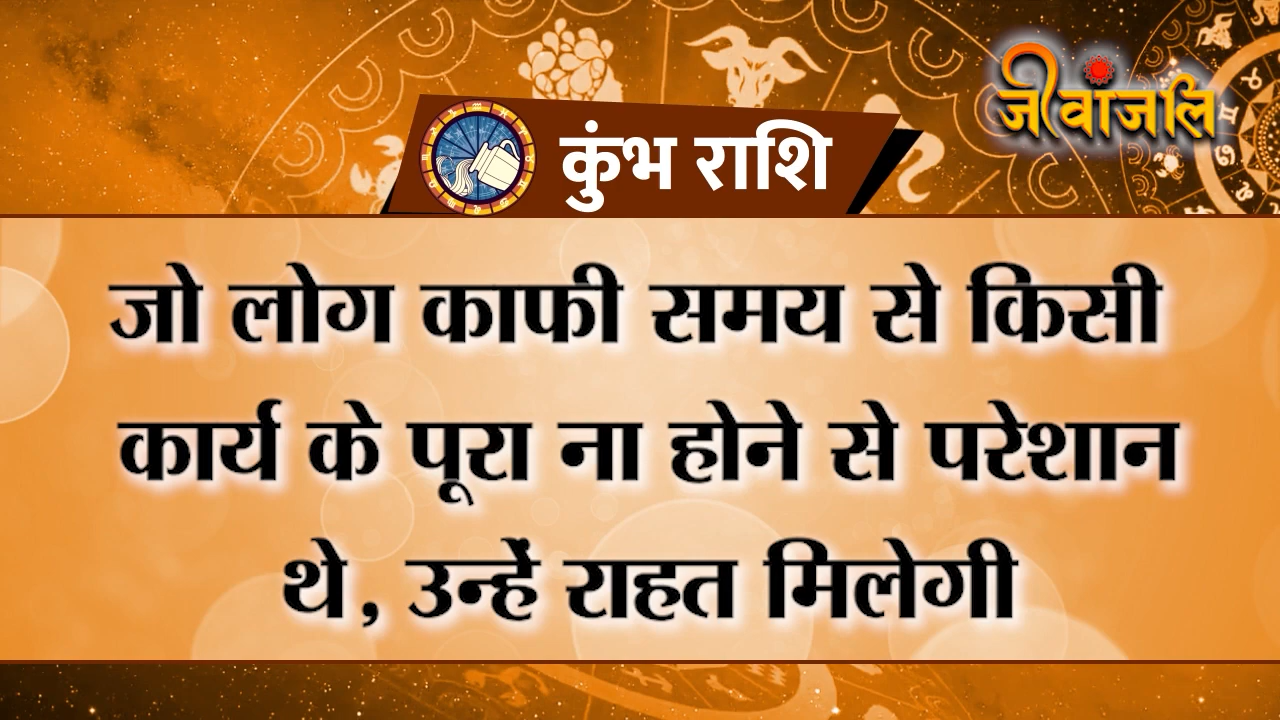 जीवांजलि
कुंभ राशि
जो लोग काफी समय से किसी
कार्य के पूरा ना होने से परेशान
थे, उन्हें राहत मिलेगी